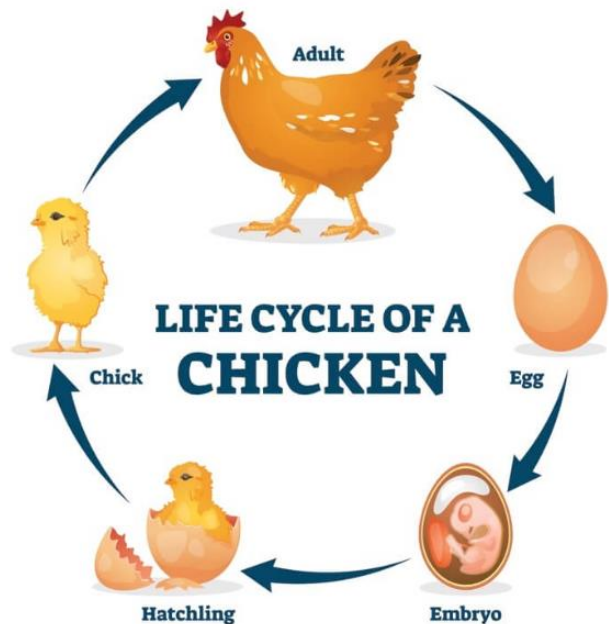 Adult
LIFE CYCLE OF A
CHICKEN
Chick
Egg
Hatchling
Embryo